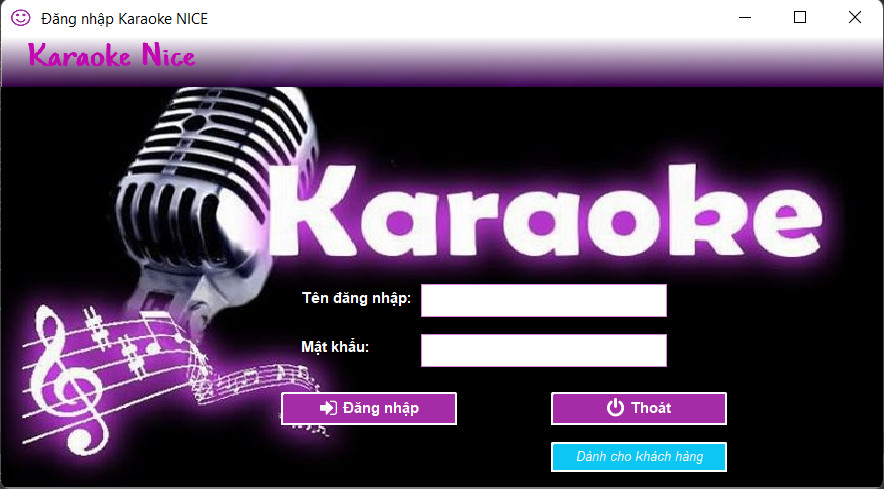 Đăng nhập Karaoke NICE
Karaoke Nice
Karaoke
Tên đăng nhập:
Mật khẩu:
Đăng nhập
Thoát
Dành cho khách hàng